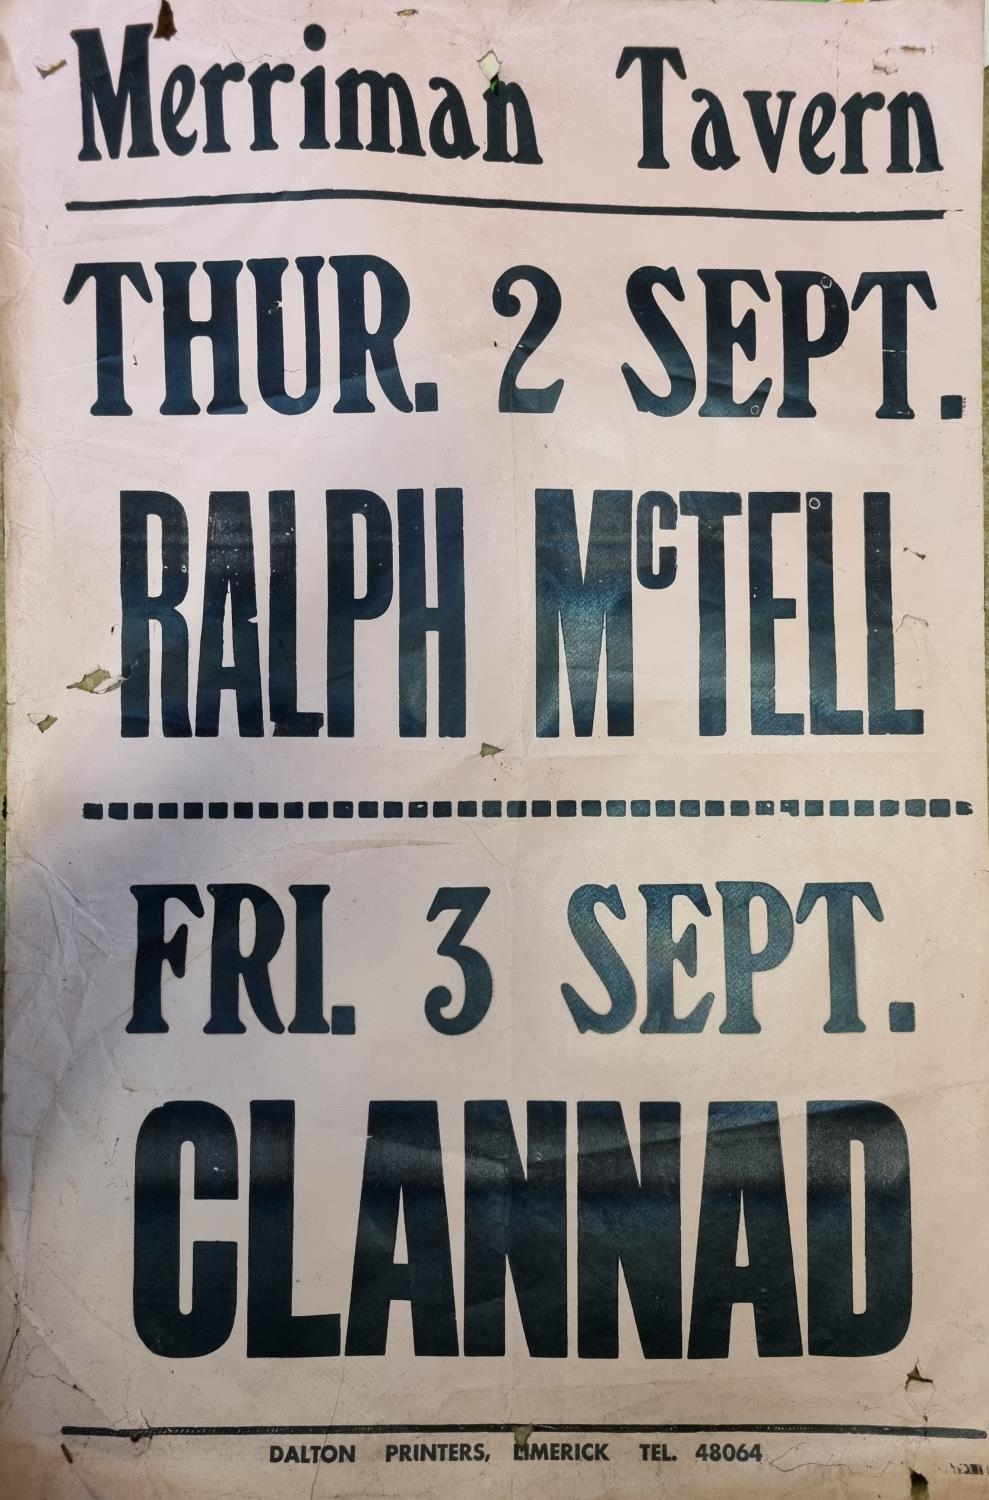 Merriman Tavern
THUR. 2 SEPT.
RALPH McTELL
FRI. 3 SEPT.
CLANNAD
DALTON PRINTERS, LIMERICK TEL. 48064